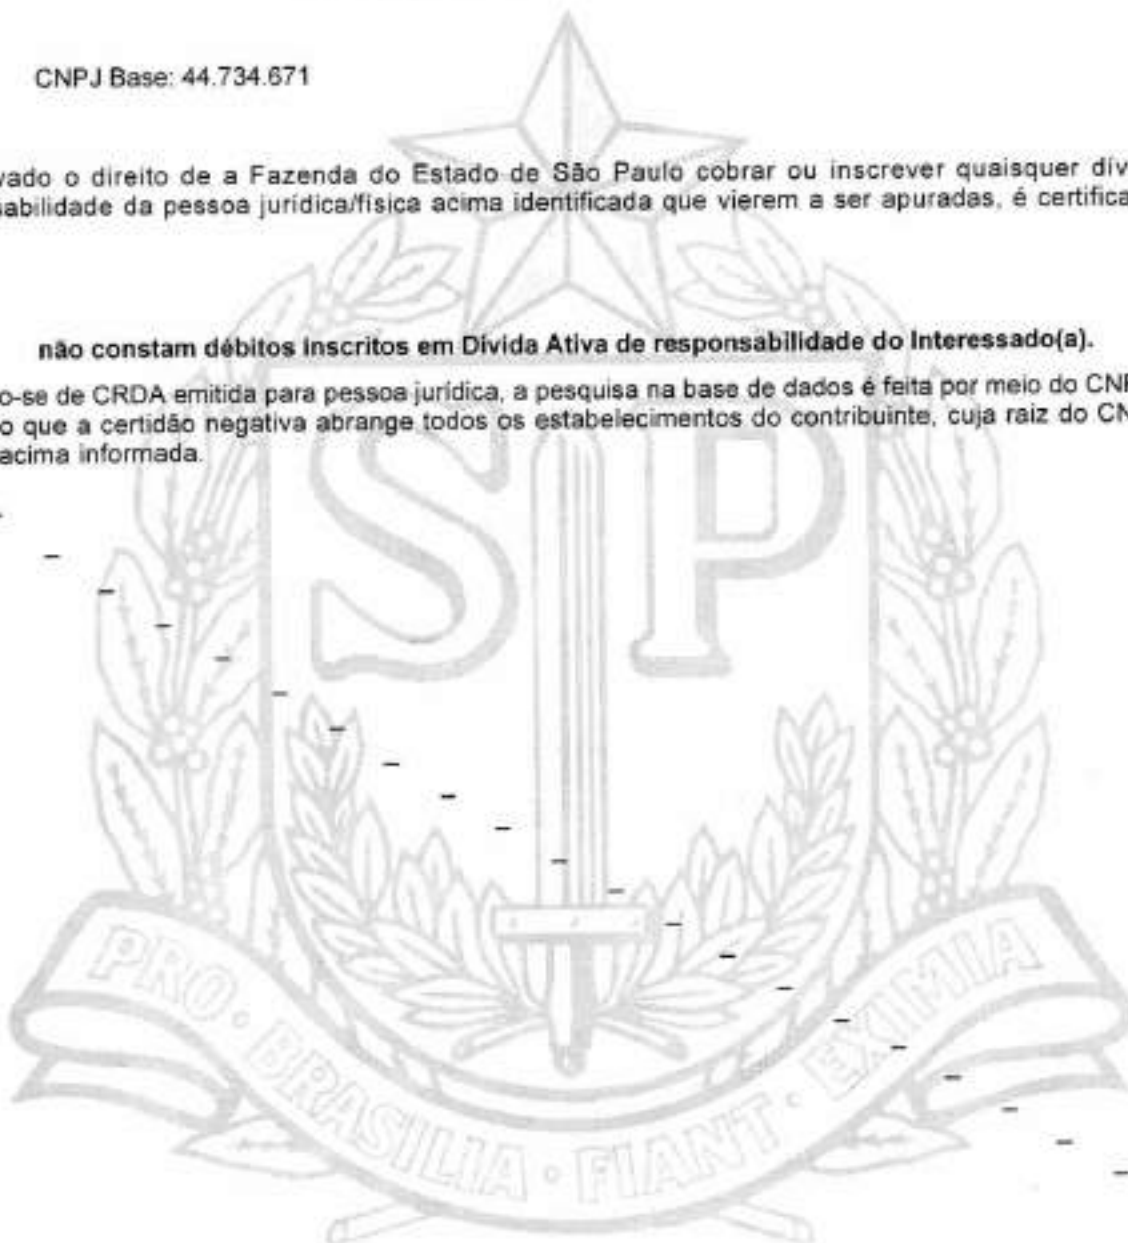 CNPJ Base: 44.734.671
vado o direito de a Fazenda do Estado de São Paulo cobrar ou inscrever quaisquer dív
sabilidade da pessoa jurídica/física acima identificada que vierem a ser apuradas, é certifica
não constam débitos inscritos em Dívida Ativa de responsabilidade do Interessado(a).
o-se de CRDA emitida para pessoa jurídica, a pesquisa na base de dados é feita por meio do CNP
o que a certidão negativa abrange todos os estabelecimentos do contribuinte, cuja raiz do CN
acima informada.
SP
PRO · BRASILIA · FIANT · EXIMIA